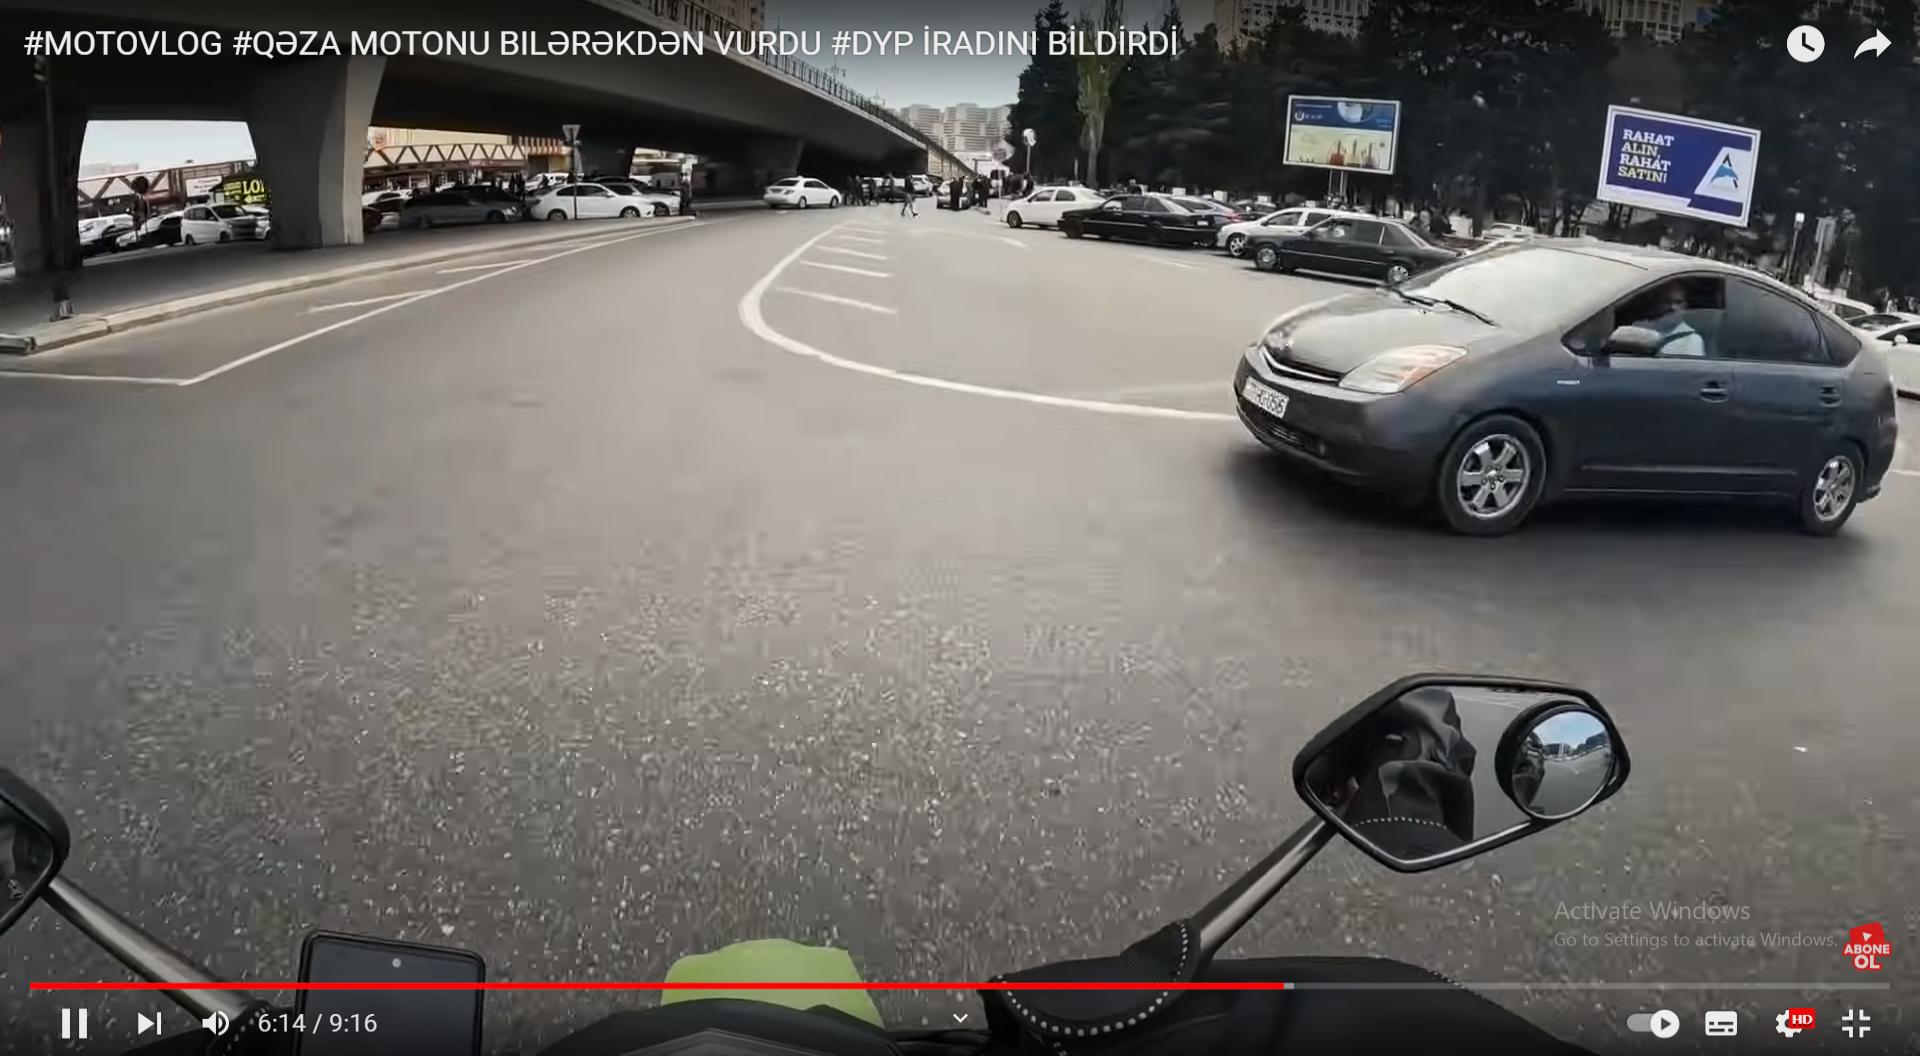 #MOTOVLOG #QƏZA MOTONU BILƏRƏKDƏN VURDU #DYP İRADINI BİLDİRDİ
RAHAT
ALIN,
RAHAT
SATIN!
Activate Windows
Go to Settings to activate Windows.
ABONE
OL
6:14 / 9:16
HD